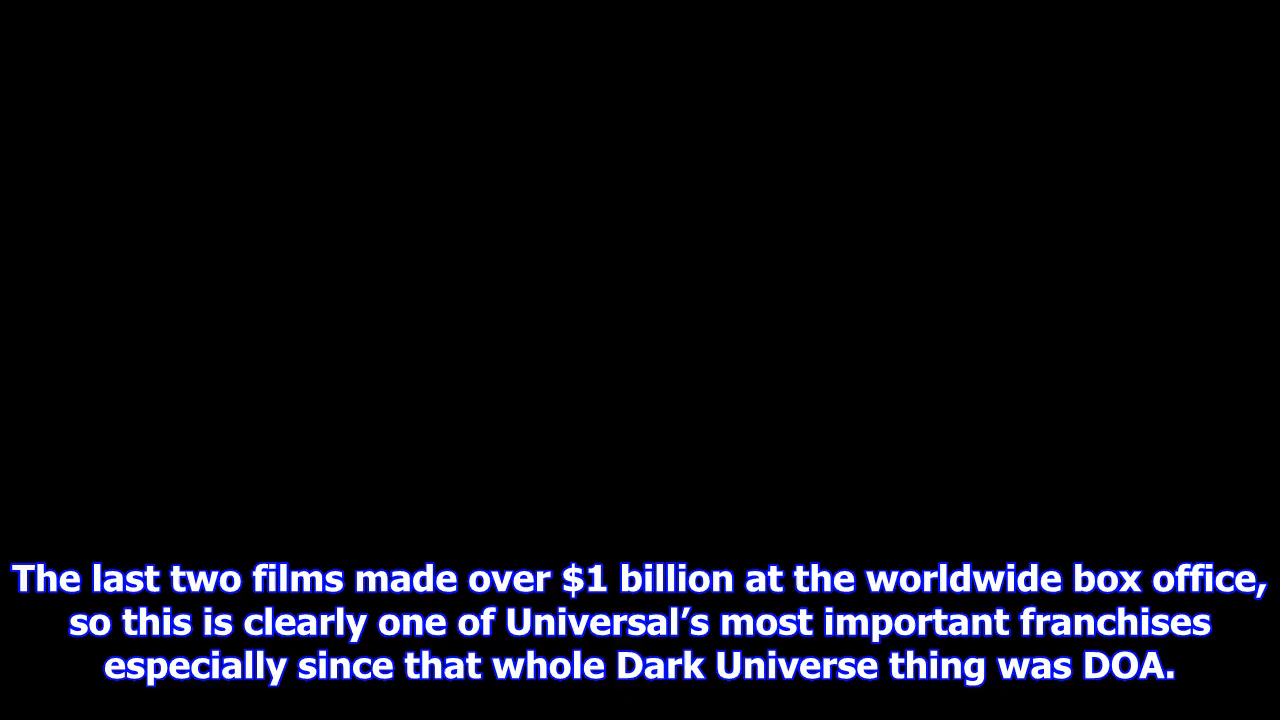 The last two films made over $1 billion at the worldwide box office,
so this is clearly one of Universal’s most important franchises
especially since that whole Dark Universe thing was DOA.